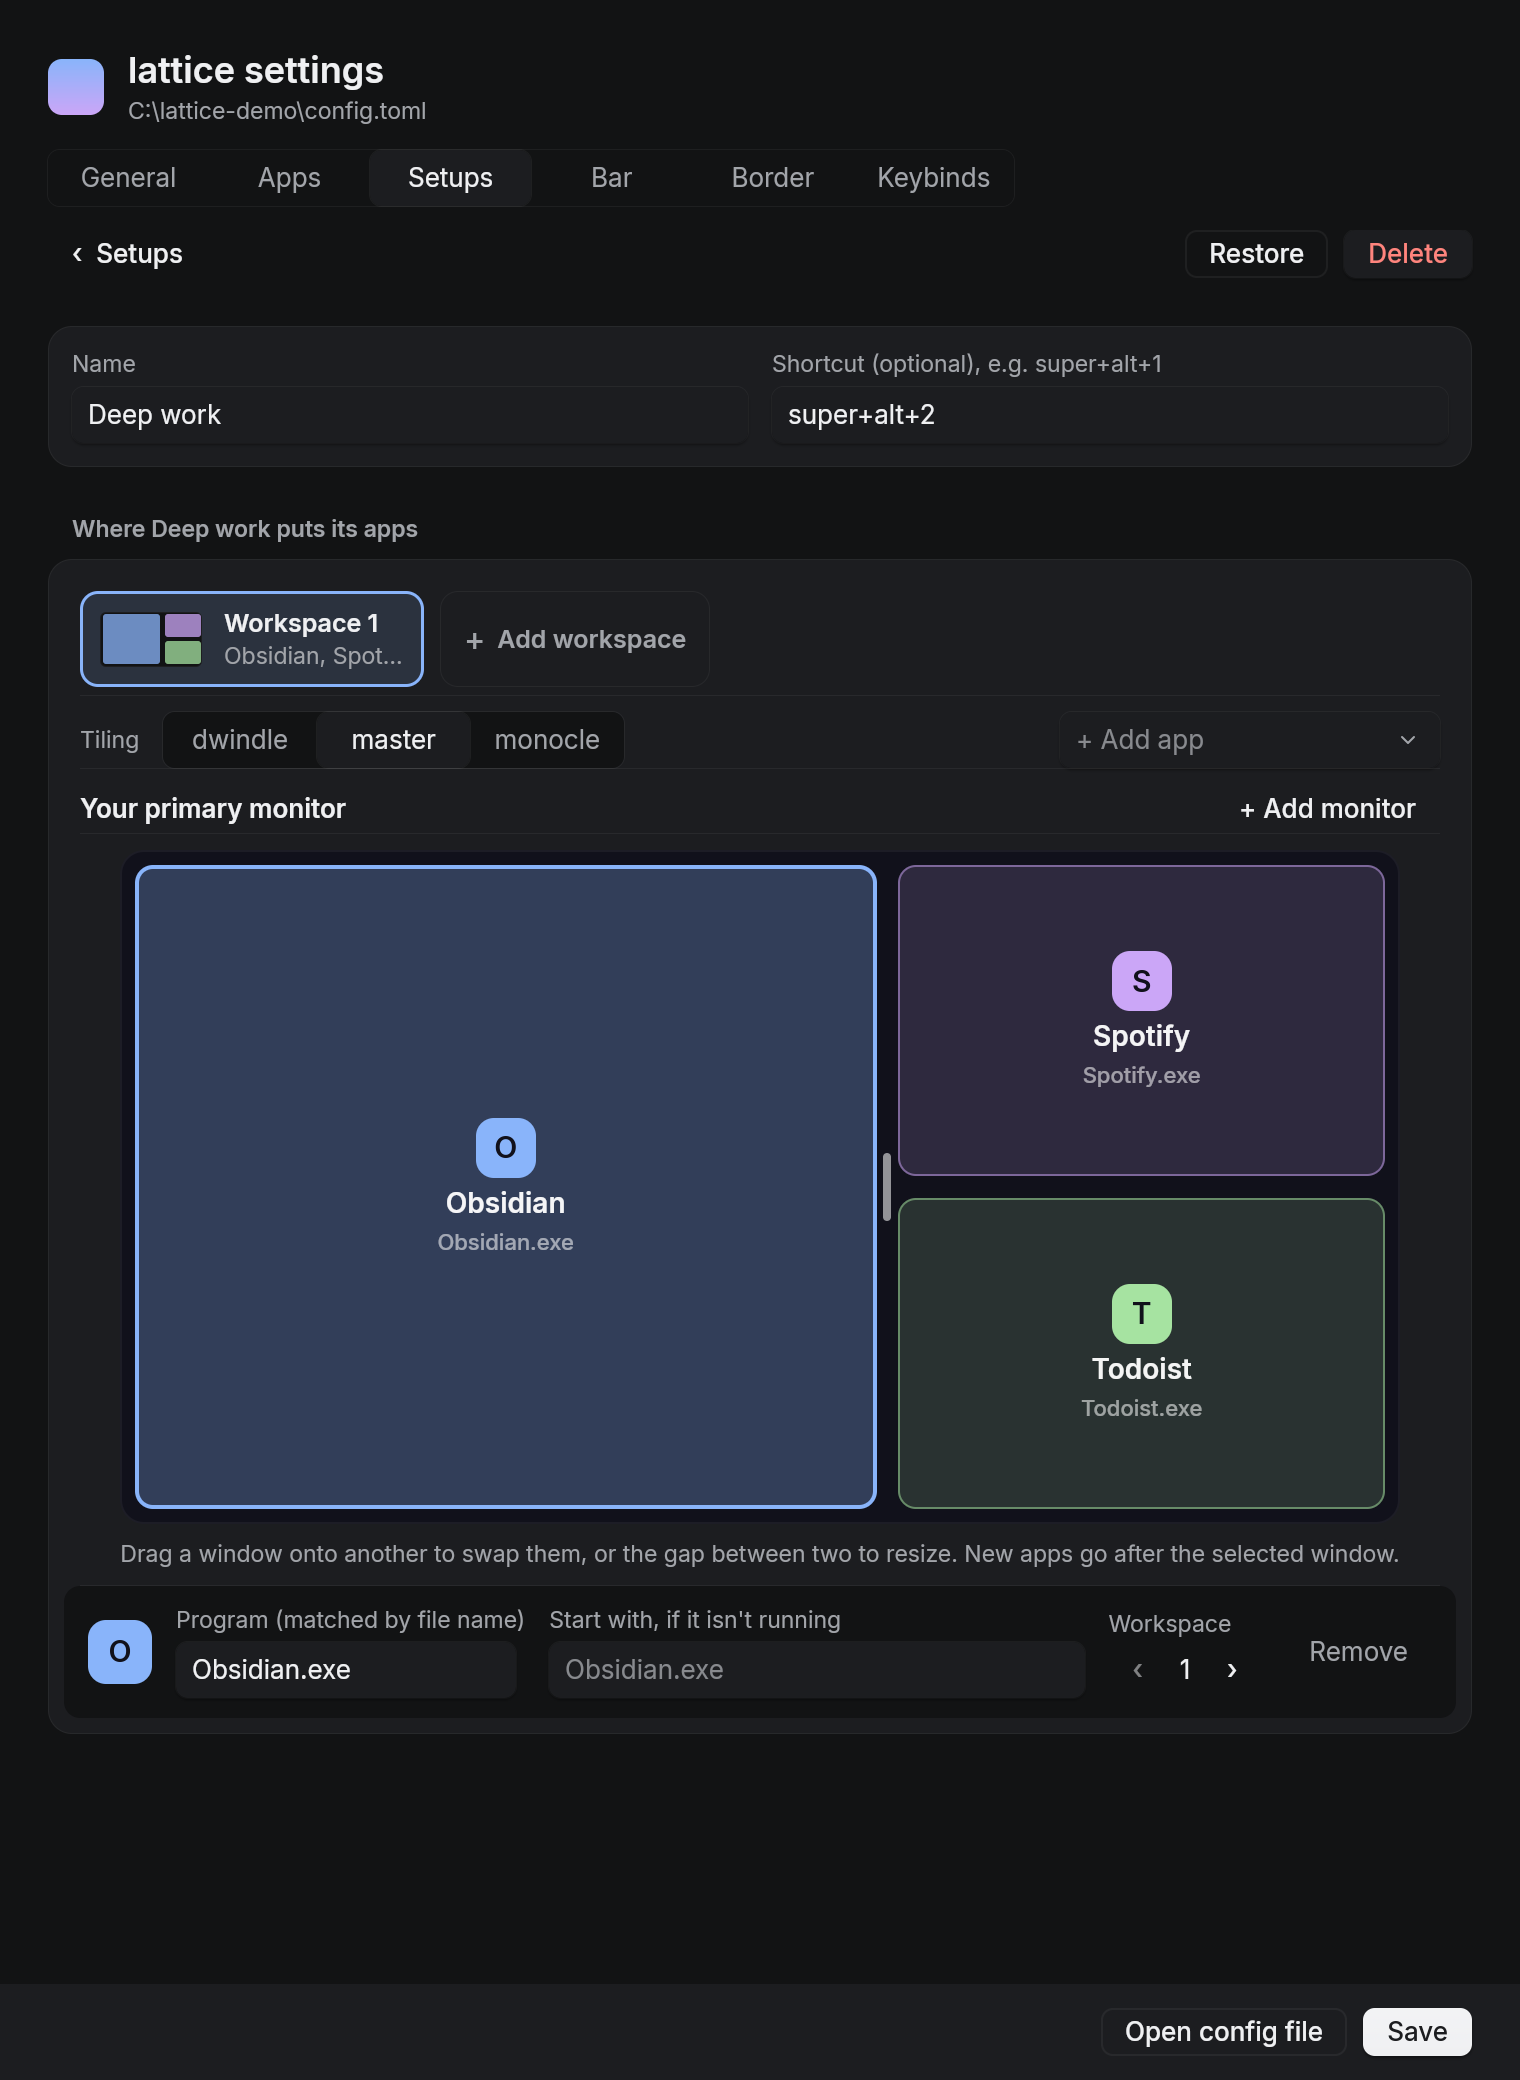 lattice settings
C:\lattice-demo\config.toml
General Apps Setups Bar Border Keybinds
‹ Setups Restore Delete
Name Shortcut (optional), e.g. super+alt+1
Deep work super+alt+2
Where Deep work puts its apps
Workspace 1
Obsidian, Spot...
+ Add workspace
Tiling dwindle master monocle + Add app
Your primary monitor + Add monitor
O
Obsidian
Obsidian.exe
S
Spotify
Spotify.exe
T
Todoist
Todoist.exe
Drag a window onto another to swap them, or the gap between two to resize. New apps go after the selected window.
O
Program (matched by file name) Start with, if it isn't running Workspace
Obsidian.exe Obsidian.exe ‹ 1 › Remove
Open config file Save